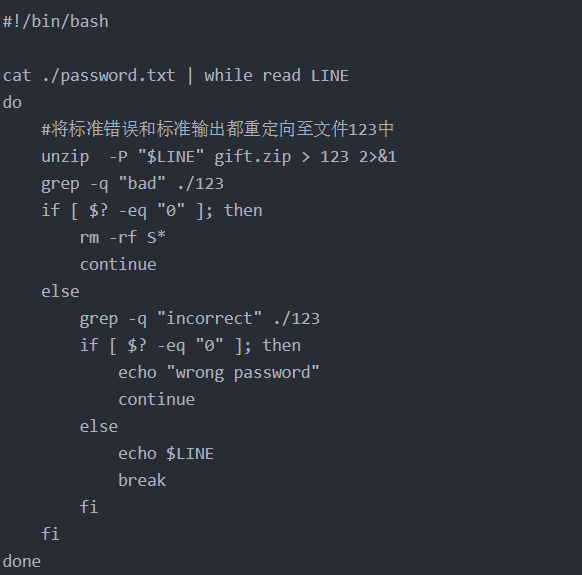 #!/bin/bash

cat ./password.txt | while read LINE
do
    #将标准错误和标准输出都重定向至文件123中
    unzip  -P "$LINE" gift.zip > 123 2>&1
    grep -q "bad" ./123
    if [ $? -eq "0" ]; then
        rm -rf S*
        continue
    else
        grep -q "incorrect" ./123
        if [ $? -eq "0" ]; then
            echo "wrong password"
            continue
        else
            echo $LINE
            break
        fi
    fi
done